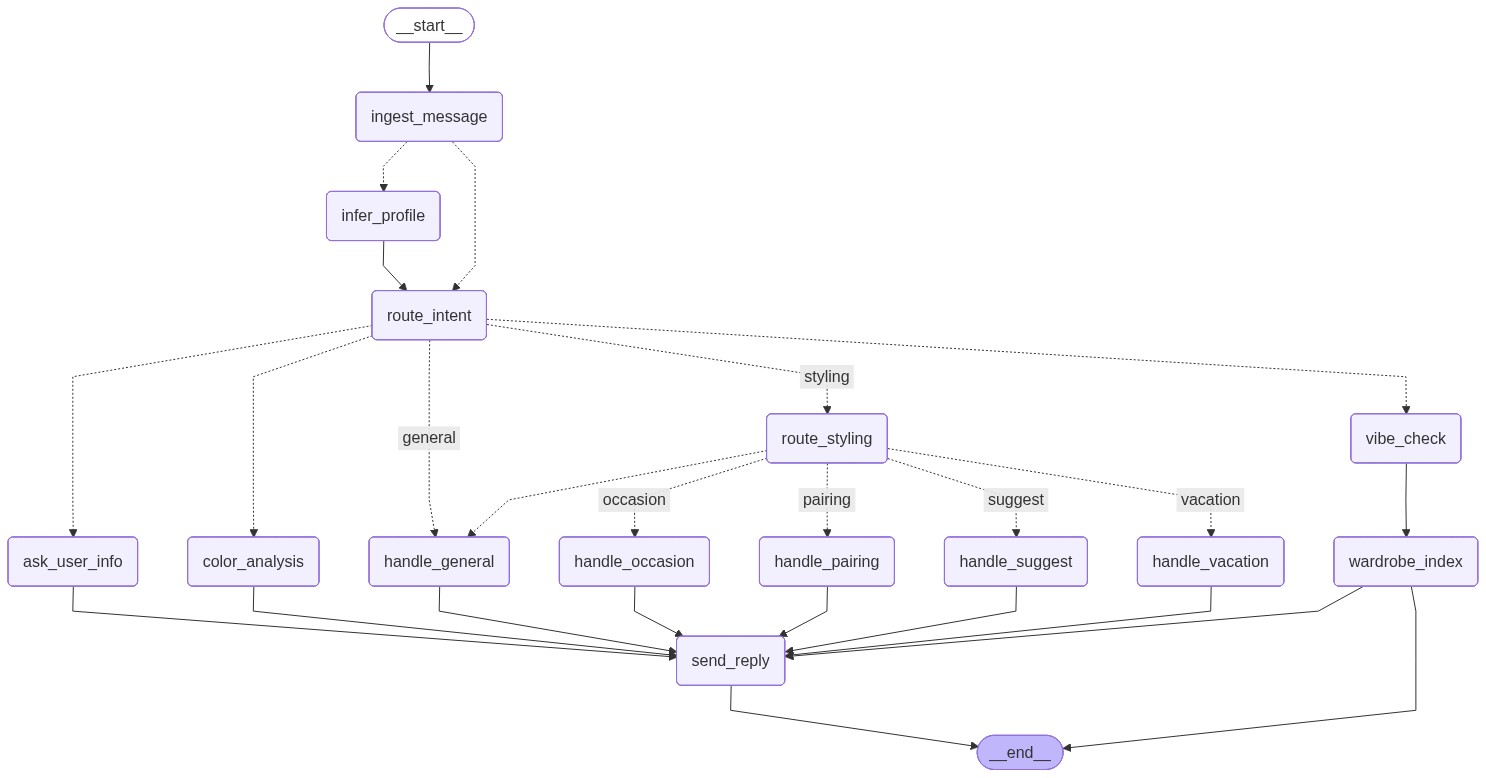 __start__
ingest_message
infer_profile
route_intent
styling
general
route_styling
vibe_check
occasion
pairing
suggest
vacation
ask_user_info
color_analysis
handle_general
handle_occasion
handle_pairing
handle_suggest
handle_vacation
wardrobe_index
send_reply
__end__